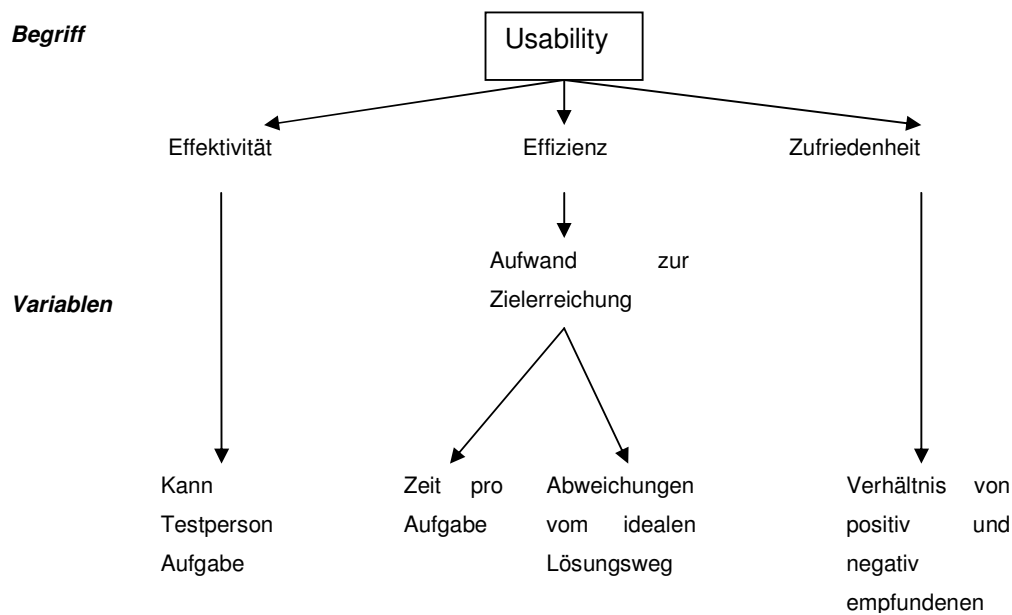 Begriff
Usability
Effektivität
Effizienz
Zufriedenheit
Aufwand zur
Zielerreichung
Variablen
Kann
Testperson
Aufgabe
Zeit pro
Aufgabe
Abweichungen
vom idealen
Lösungsweg
Verhältnis von
positiv und
negativ
empfundenen